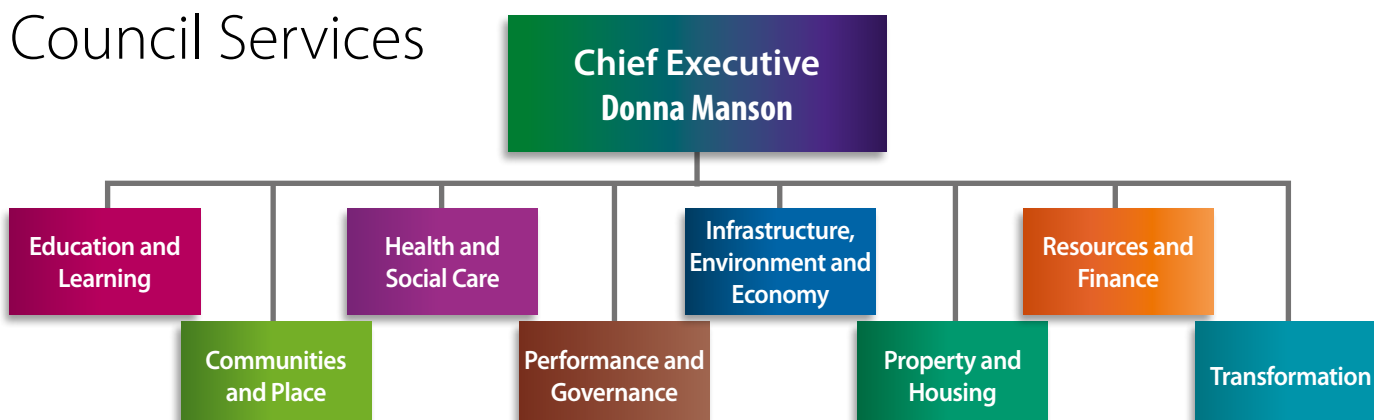 Council Services
Chief Executive
Donna Manson
Education and
Learning
Communities
and Place
Health and
Social Care
Performance and
Governance
Infrastructure,
Environment and
Economy
Property and
Housing
Resources and
Finance
Transformation